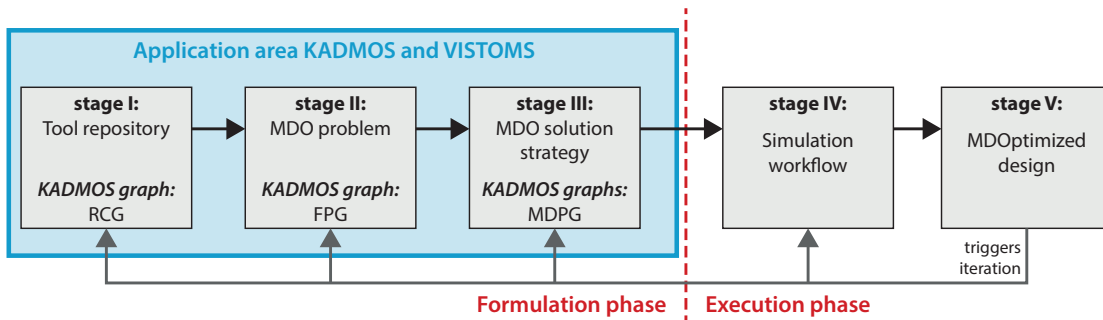 Application area KADMOS and VISTOMS
stage I:
Tool repository
KADMOS graph:
RCG
stage II:
MDO problem
KADMOS graph:
FPG
stage III:
MDO solution
strategy
KADMOS graphs:
MDPG
stage IV:
Simulation
workflow
stage V:
MDOptimized
design
triggers
iteration
Formulation phase
Execution phase